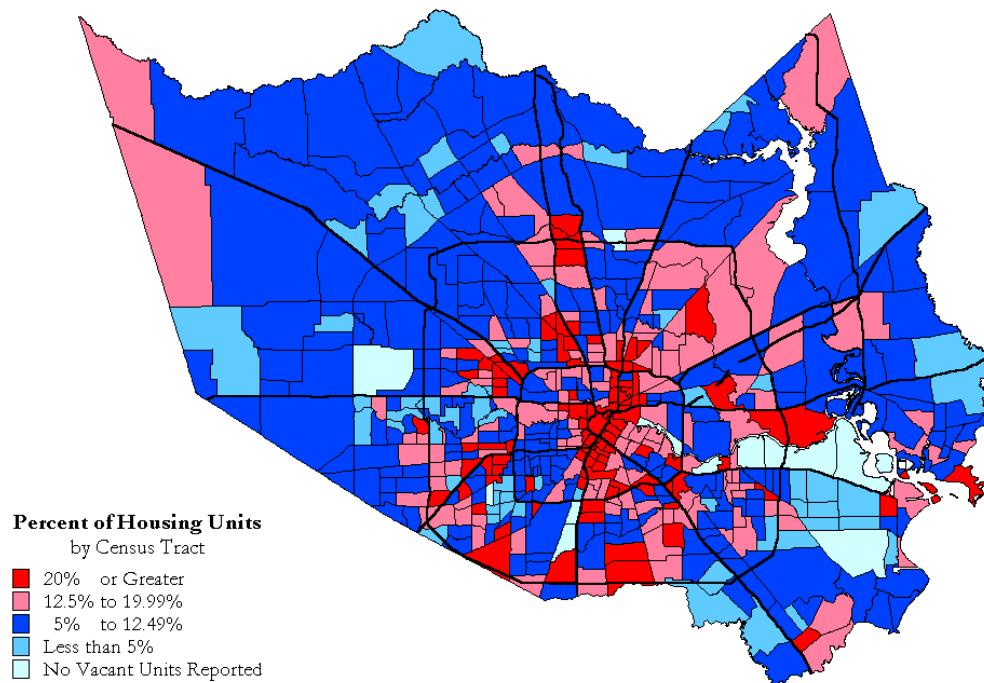 Percent of Housing Units
by Census Tract
20% or Greater
12.5% to 19.99%
5% to 12.49%
Less than 5%
No Vacant Units Reported